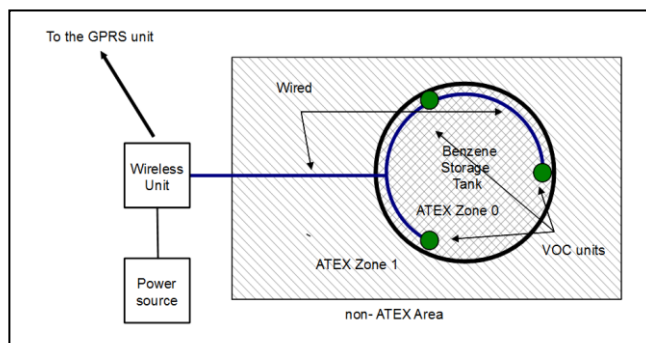 To the GPRS unit
Wired
Wireless
Unit
Benzene
Storage
Tank
ATEX Zone 0
VOC units
ATEX Zone 1
Power
source
non- ATEX Area